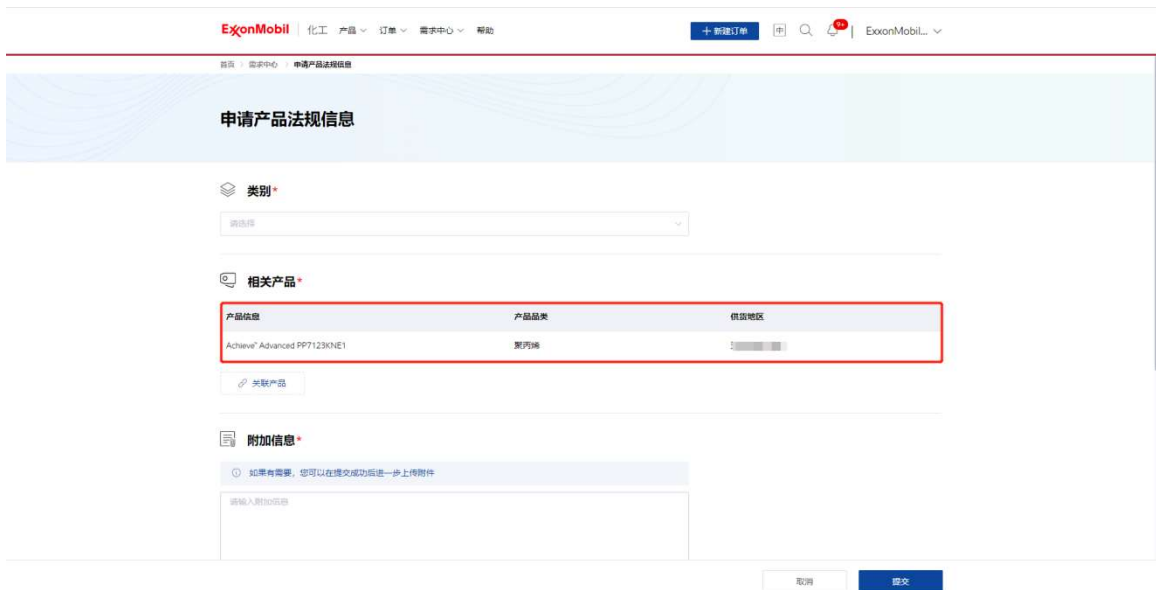 ExxonMobil 化工 产品 订单 需求中心 帮助 新建订单 中 9+ ExxonMobil...
首页 > 需求中心 > 申请产品法规信息
申请产品法规信息
类别*
请选择
相关产品*
产品信息 产品品类 供货地区
Achieve™ Advanced PP7123KNE1 聚丙烯
关联产品
附加信息*
如果有需要，您可以在提交成功后进一步上传附件
请输入附加信息
取消 提交